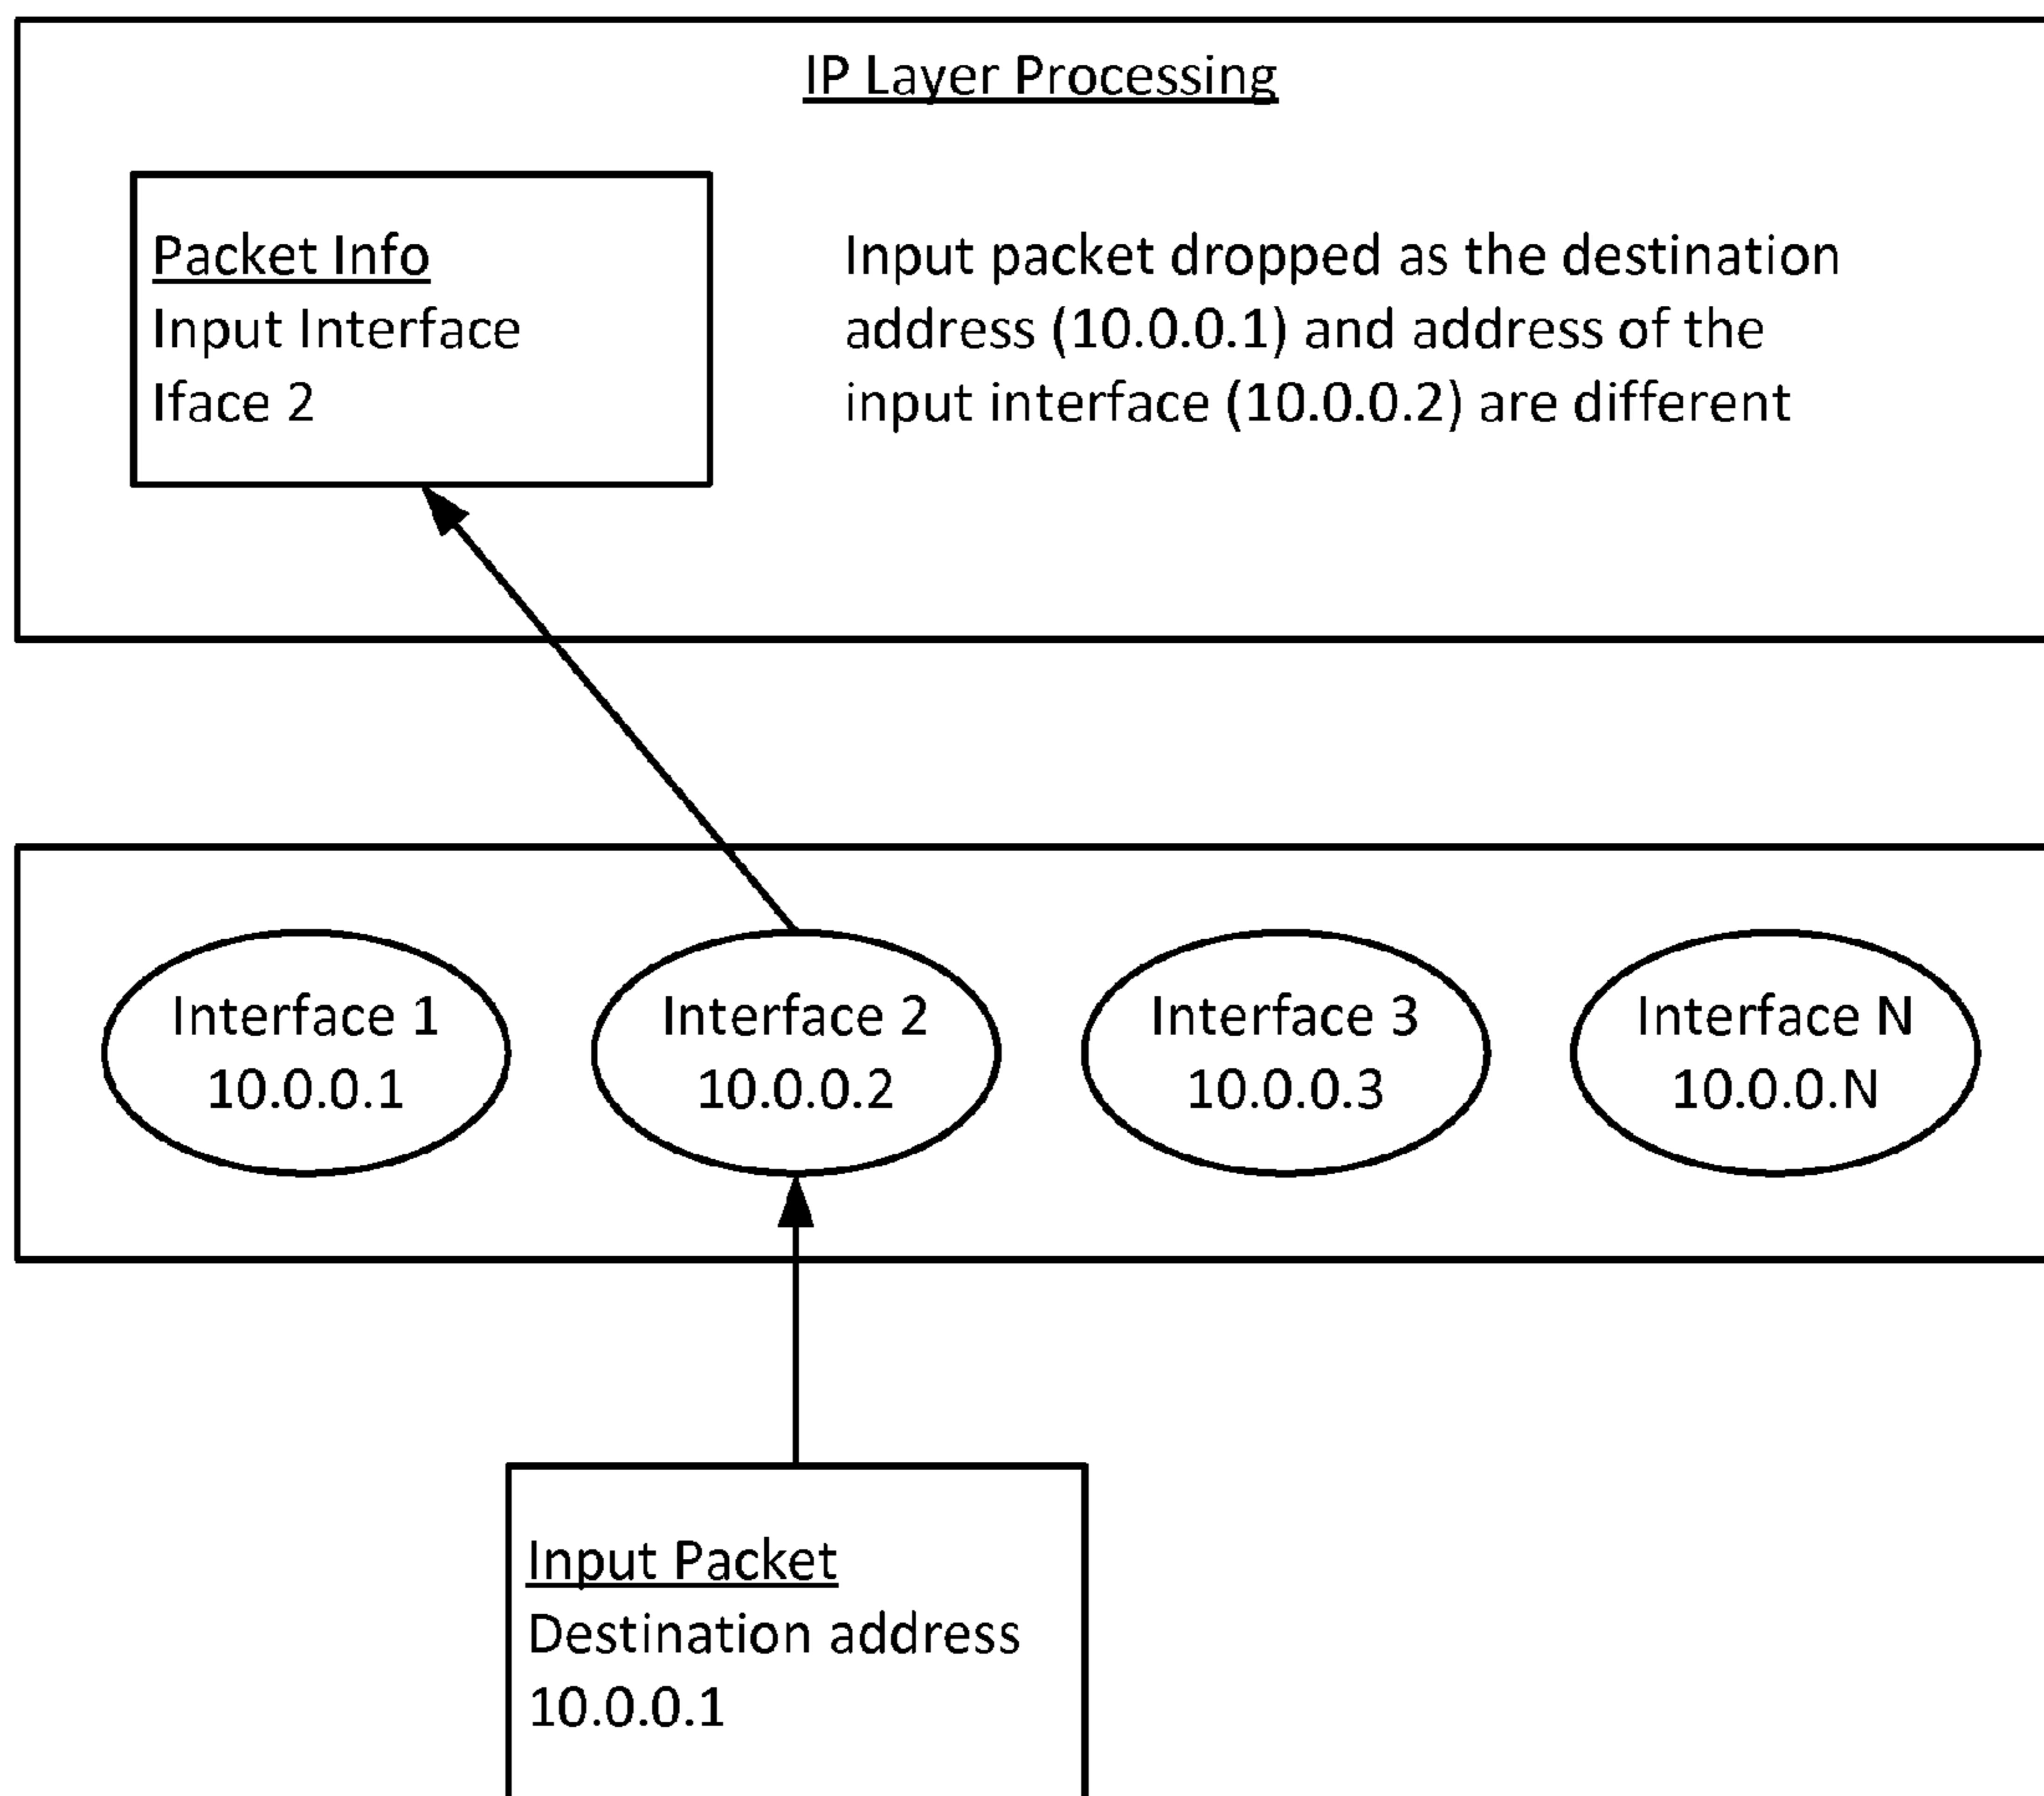 IP Layer Processing
Packet Info
Input Interface
Iface 2
Input packet dropped as the destination
address (10.0.0.1) and address of the
input interface (10.0.0.2) are different
Interface 1
10.0.0.1
Interface 2
10.0.0.2
Interface 3
10.0.0.3
Interface N
10.0.0.N
Input Packet
Destination address
10.0.0.1